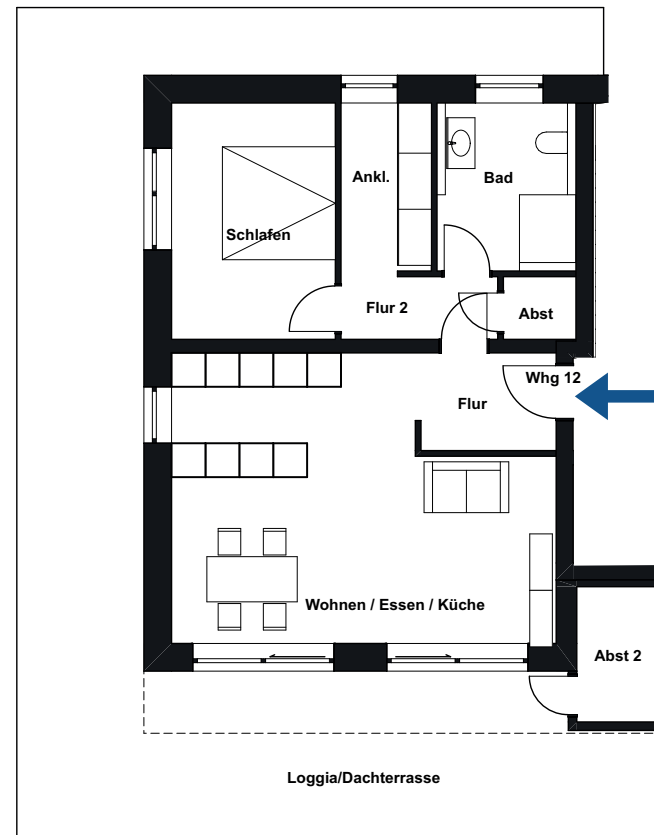 Ankl.
Bad
Schlafen
Flur 2
Abst
Whg 12
Flur
Wohnen / Essen / Küche
Abst 2
Loggia/Dachterrasse